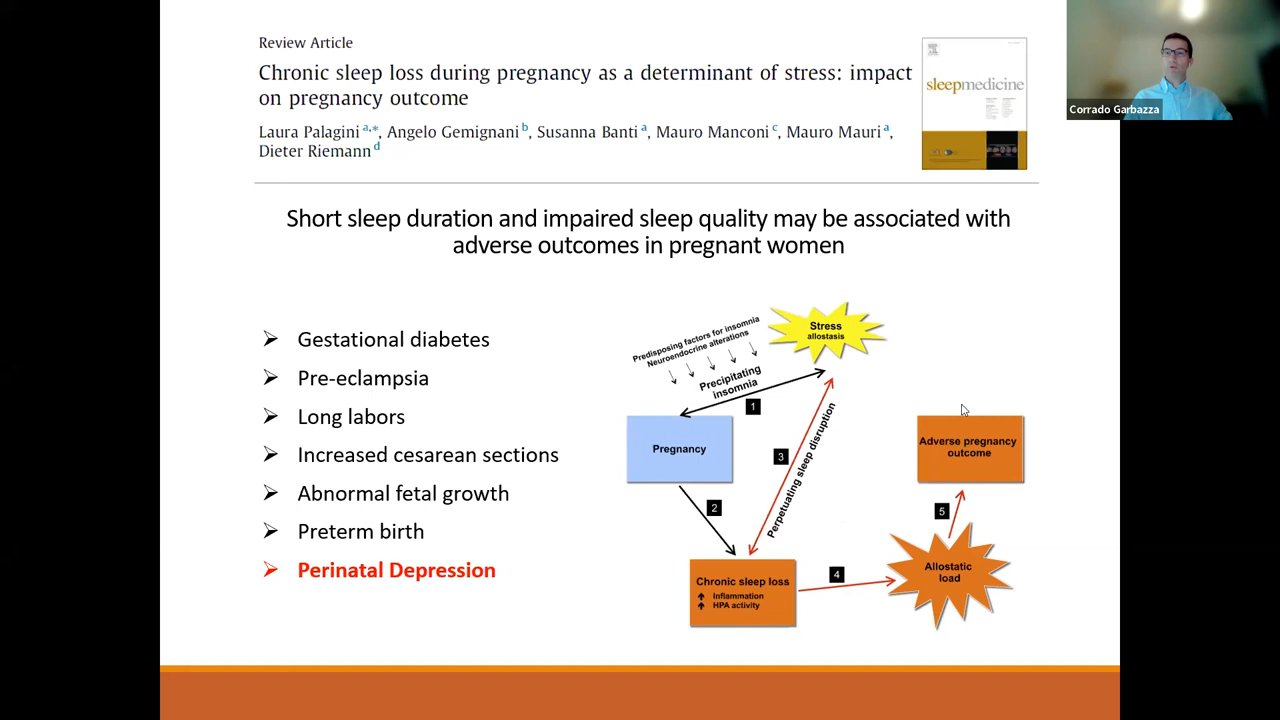 Review Article
Chronic sleep loss during pregnancy as a determinant of stress: impact
on pregnancy outcome
Laura Palagini a,*, Angelo Gemignani b, Susanna Banti a, Mauro Manconi c, Mauro Mauri a,
Dieter Riemann d
sleepmedicine
Corrado Garbazza
Short sleep duration and impaired sleep quality may be associated with
adverse outcomes in pregnant women
➢ Gestational diabetes
➢ Pre-eclampsia
➢ Long labors
➢ Increased cesarean sections
➢ Abnormal fetal growth
➢ Preterm birth
➢ Perinatal Depression
Predisposing factors for insomnia
Neuroendocrine alterations
Precipitating
insomnia
1
Stress
allostasis
Pregnancy
2
3
Perpetuating sleep disruption
Chronic sleep loss
Inflammation
HPA activity
4
Allostatic
load
5
Adverse pregnancy
outcome